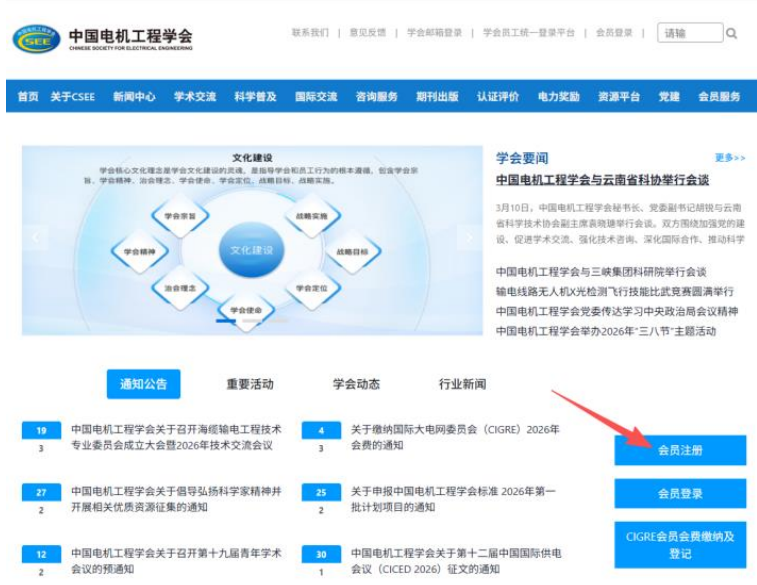 中国电机工程学会
CHINESE SOCIETY FOR ELECTRICAL ENGINEERING
CSEE
联系我们 | 意见反馈 | 学会邮箱登录 | 学会员工统一登录平台 | 会员登录 | 请输
首页 关于CSEE 新闻中心 学术交流 科学普及 国际交流 咨询服务 期刊出版 认证评价 电力奖励 资源平台 党建 会员服务
文化建设
学会核心文化理念是学会文化建设的灵魂，是指导学会和员工行为的根本遵循，包含学会宗
旨、学会精神、治会理念、学会使命、学会定位、战略目标、战略实施。
学会宗旨
战略实施
学会精神
文化建设
战略目标
治会理念
学会定位
学会使命
学会要闻 更多>>
中国电机工程学会与云南省科协举行会谈
3月10日，中国电机工程学会秘书长、党委副书记胡锐与云南
省科学技术协会副主席袁晓瑭举行会谈。双方围绕加强党的建
设、促进学术交流、强化技术咨询、深化国际合作、推动科学
中国电机工程学会与三峡集团科研院举行会谈
输电线路无人机X光检测飞行技能比武竞赛圆满举行
中国电机工程学会党委传达学习中央政治局会议精神
中国电机工程学会举办2026年“三八节”主题活动
通知公告 重要活动 学会动态 行业新闻
19
3
中国电机工程学会关于召开海缆输电工程技术
专业委员会成立大会暨2026年技术交流会议
4
3
关于缴纳国际大电网委员会（CIGRE）2026年
会费的通知
27
2
中国电机工程学会关于倡导弘扬科学家精神并
开展相关优质资源征集的通知
25
2
关于申报中国电机工程学会标准 2026年第一
批计划项目的通知
12
2
中国电机工程学会关于召开第十九届青年学术
会议的预通知
30
1
中国电机工程学会关于第十二届中国国际供电
会议（CICED 2026）征文的通知
会员注册
会员登录
CIGRE会员会费缴纳及
登记